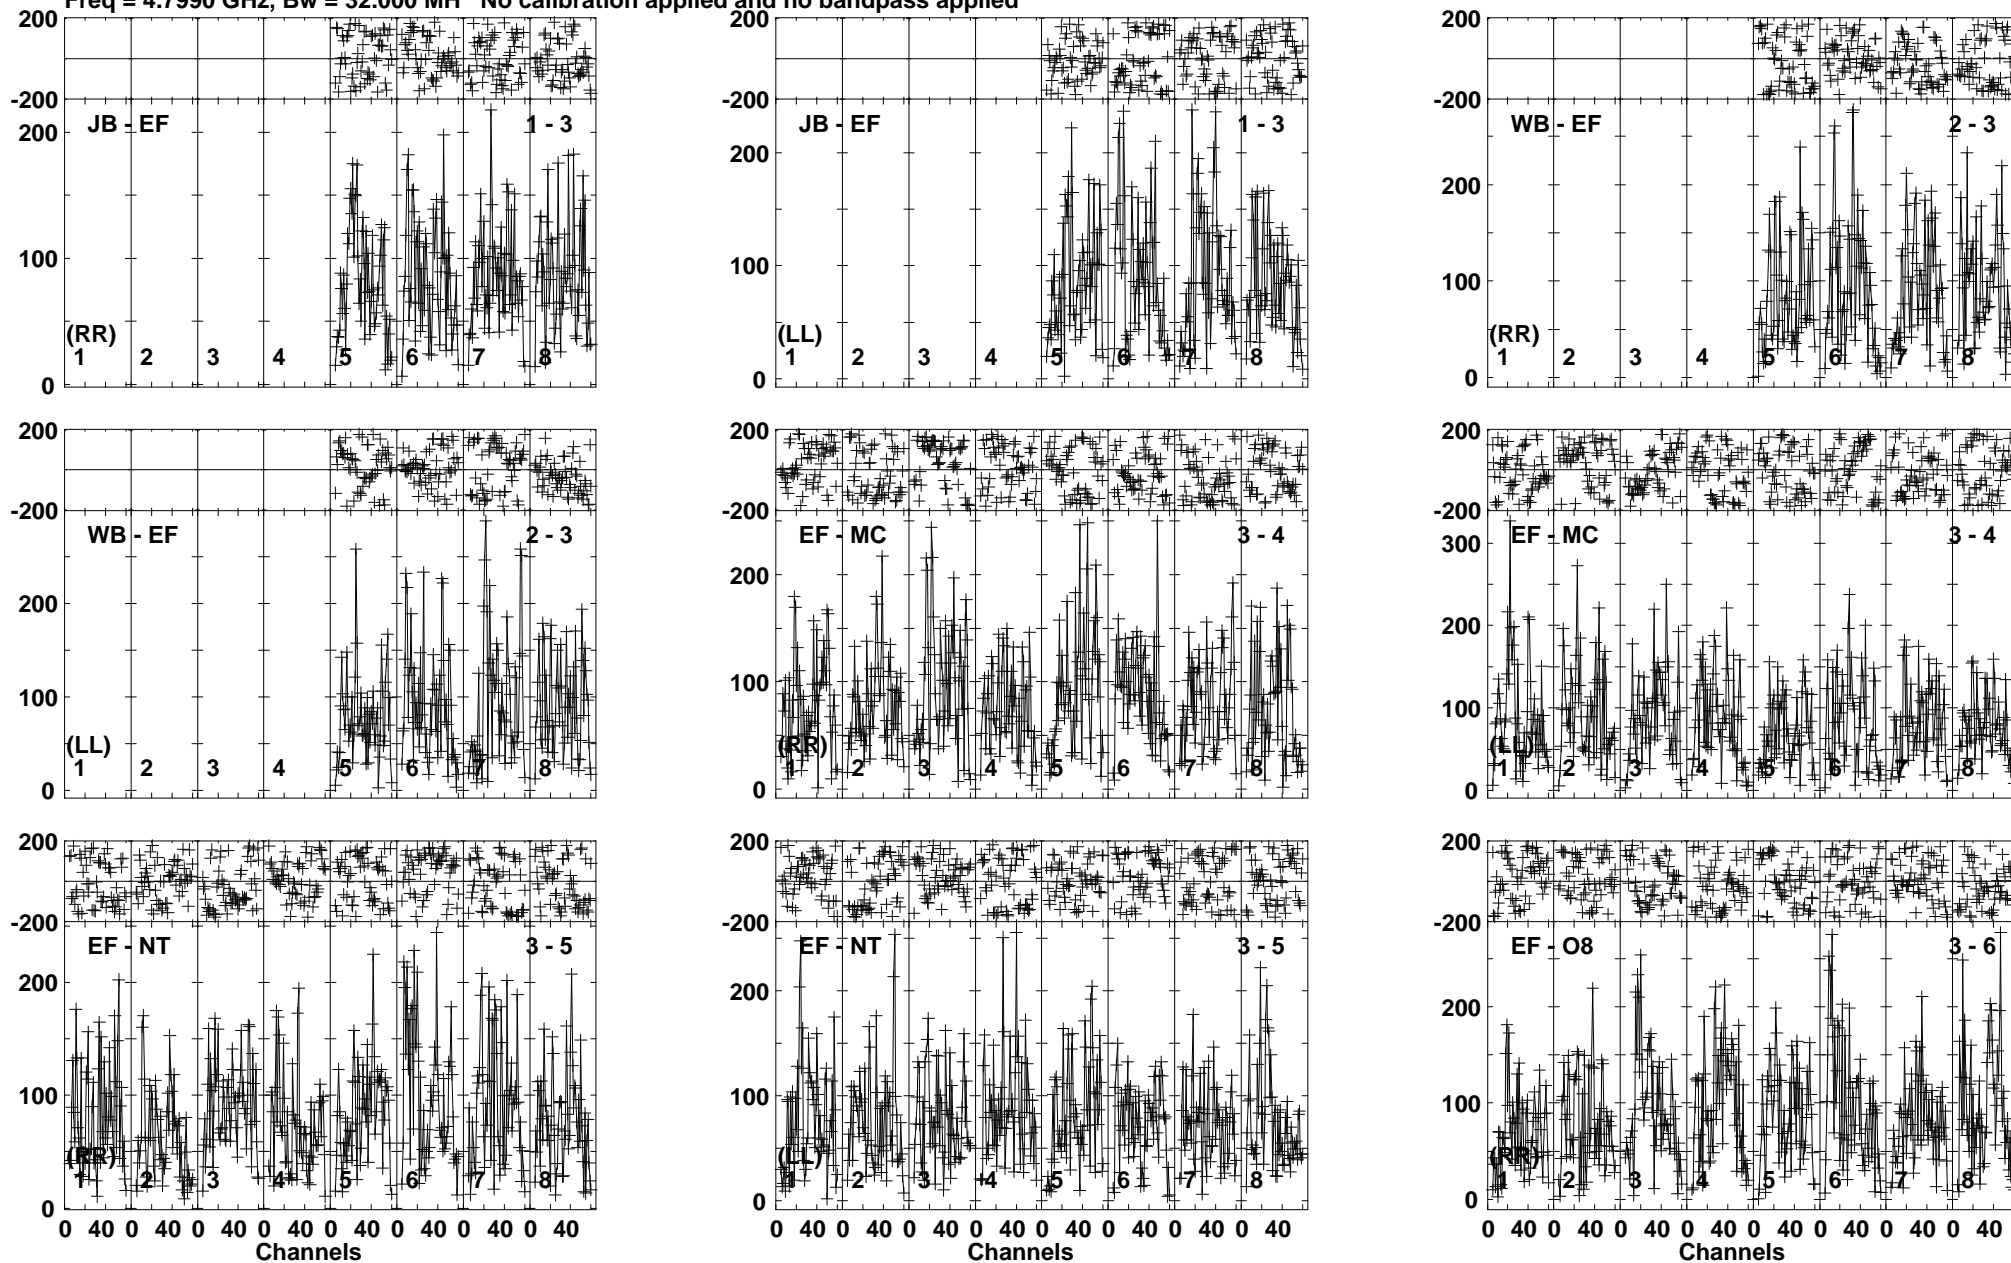 Freq = 4.7990 GHz, Bw = 32.000 MH No calibration applied and no bandpass applied
200 200 200
-200 -200 -200
JB - EF 1 - 3 JB - EF 1 - 3 WB - EF 2 - 3
200 200 200
100 100 100
(RR) (LL) (RR)
1 2 3 4 5 6 7 8 1 2 3 4 5 6 7 8 1 2 3 4 5 6 7 8
0 0 0
200 200 200
-200 -200 -200
WB - EF 2 - 3 EF - MC 3 - 4 EF - MC 3 - 4
300
200 200 200
100 100 100
(LL) (RR) (LL)
1 2 3 4 5 6 7 8 1 2 3 4 5 6 7 8 1 2 3 4 5 6 7 8
0 0 0
200 200 200
-200 -200 -200
EF - NT 3 - 5 EF - NT 3 - 5 EF - O8 3 - 6
200 200 200
100 100 100
(RR) (LL) (RR)
1 2 3 4 5 6 7 8 1 2 3 4 5 6 7 8 1 2 3 4 5 6 7 8
0 0 0
0 40 0 40 0 40 0 40 0 40 0 40 0 40 0 40 0 40 0 40 0 40 0 40 0 40 0 40 0 40 0 40 0 40 0 40 0 40 0 40 0 40 0 40 0 40 0 40
Channels Channels